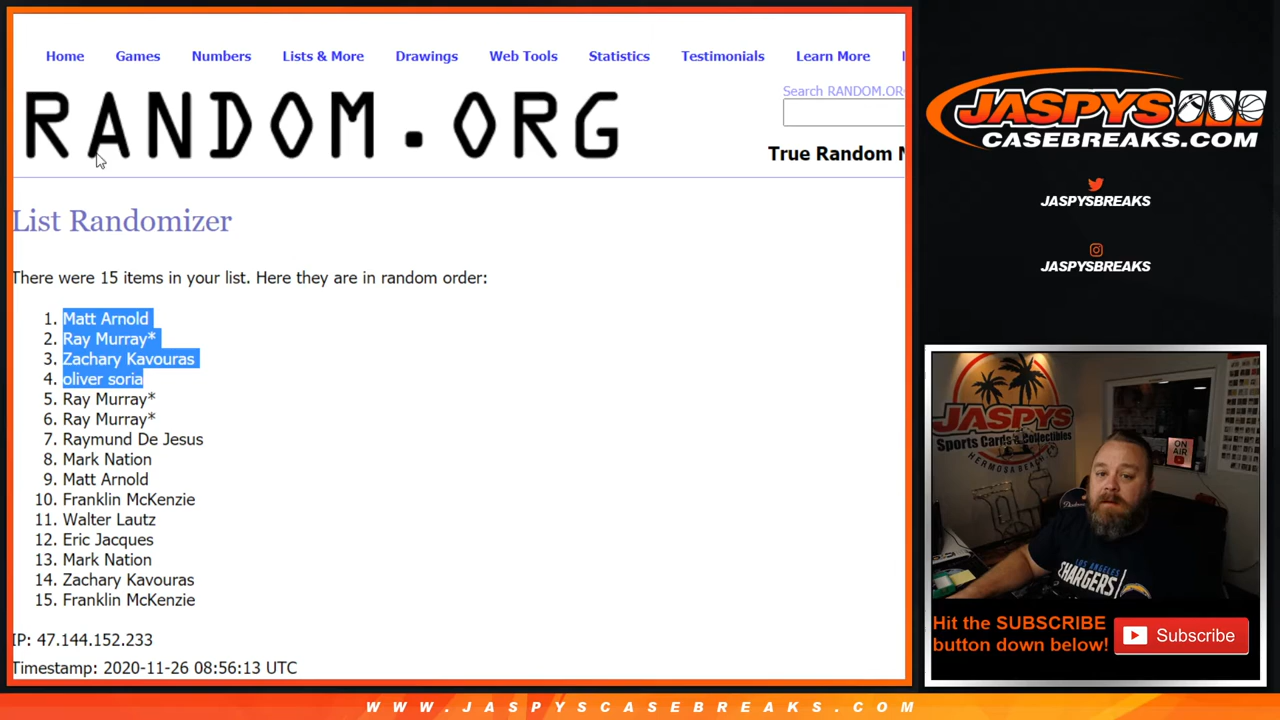 Home Games Numbers Lists & More Drawings Web Tools Statistics Testimonials Learn More
RANDOM.ORG
Search RANDOM.OR
True Random
List Randomizer
There were 15 items in your list. Here they are in random order:
1. Matt Arnold
2. Ray Murray*
3. Zachary Kavouras
4. oliver soria
5. Ray Murray*
6. Ray Murray*
7. Raymund De Jesus
8. Mark Nation
9. Matt Arnold
10. Franklin McKenzie
11. Walter Lautz
12. Eric Jacques
13. Mark Nation
14. Zachary Kavouras
15. Franklin McKenzie
IP: 47.144.152.233
Timestamp: 2020-11-26 08:56:13 UTC
JASPYS
CASEBREAKS.COM
JASPYSBREAKS
JASPYSBREAKS
JASPYS
Sports Cards & Collectibles
HERMOSA BEACH
ON AIR
LOS ANGELES
CHARGERS
Hit the SUBSCRIBE
button down below!
Subscribe
WWW.JASPYSCASEBREAKS.COM